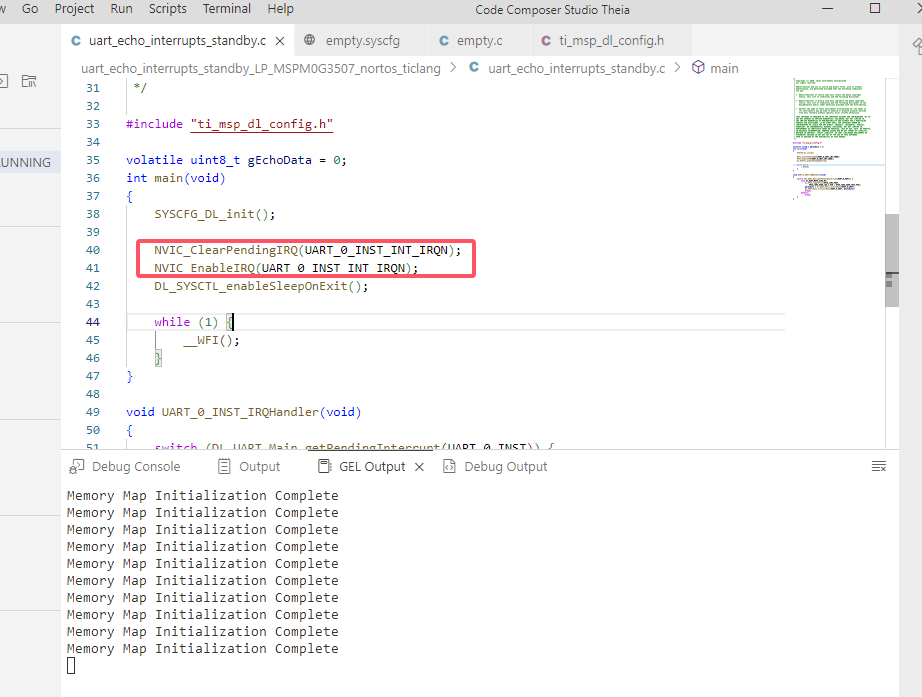 Go Project Run Scripts Terminal Help Code Composer Studio Theia
uart_echo_interrupts_standby.c empty.syscfg empty.c ti_msp_dl_config.h
uart_echo_interrupts_standby_LP_MSPM0G3507_nortos_ticlang > uart_echo_interrupts_standby.c > main
31 */
32
33 #include "ti_msp_dl_config.h"
34
35 volatile uint8_t gEchoData = 0;
36 int main(void)
37 {
38 SYSCFG_DL_init();
39
40 NVIC_ClearPendingIRQ(UART_0_INST_INT_IRQN);
41 NVIC_EnableIRQ(UART_0_INST_INT_IRQN);
42 DL_SYSCTL_enableSleepOnExit();
43
44 while (1) {
45 __WFI();
46 }
47 }
48
49 void UART_0_INST_IRQHandler(void)
50 {
51 switch (DL_UART_Main_getPendingInterrupt(UART_0_INST)) {
UNNING
Debug Console Output GEL Output Debug Output
Memory Map Initialization Complete
Memory Map Initialization Complete
Memory Map Initialization Complete
Memory Map Initialization Complete
Memory Map Initialization Complete
Memory Map Initialization Complete
Memory Map Initialization Complete
Memory Map Initialization Complete
Memory Map Initialization Complete
Memory Map Initialization Complete